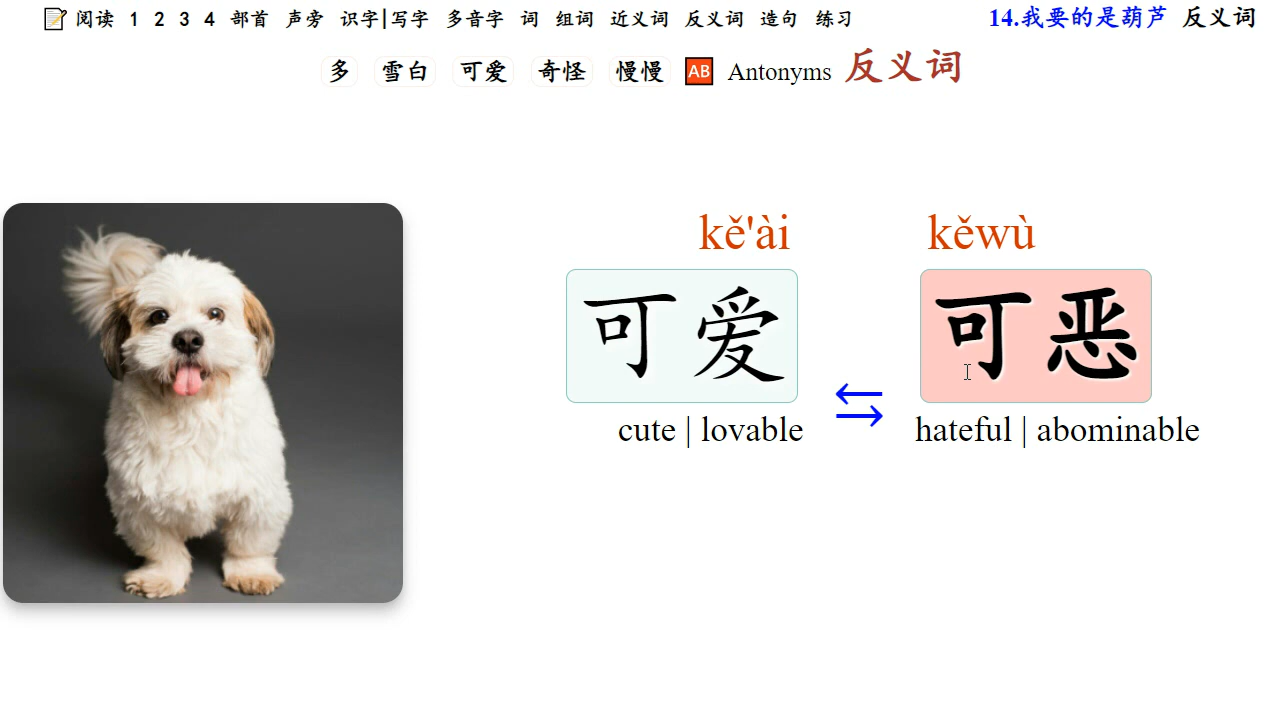 📝 阅读 1 2 3 4 部首 声旁 识字|写字 多音字 词 组词 近义词 反义词 造句 练习 14.我要的是葫芦 反义词
多 雪白 可爱 奇怪 慢慢 🆎 Antonyms 反义词
kě'ài kěwù
可爱 ⇆ 可恶
cute | lovable hateful | abominable